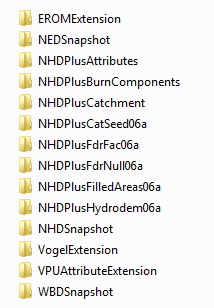 EROMExtension
NEDSnapshot
NHDPlusAttributes
NHDPlusBurnComponents
NHDPlusCatchment
NHDPlusCatSeed06a
NHDPlusFdrFac06a
NHDPlusFdrNull06a
NHDPlusFilledAreas06a
NHDPlusHydrodem06a
NHDSnapshot
VogelExtension
VPUAttributeExtension
WBDSnapshot